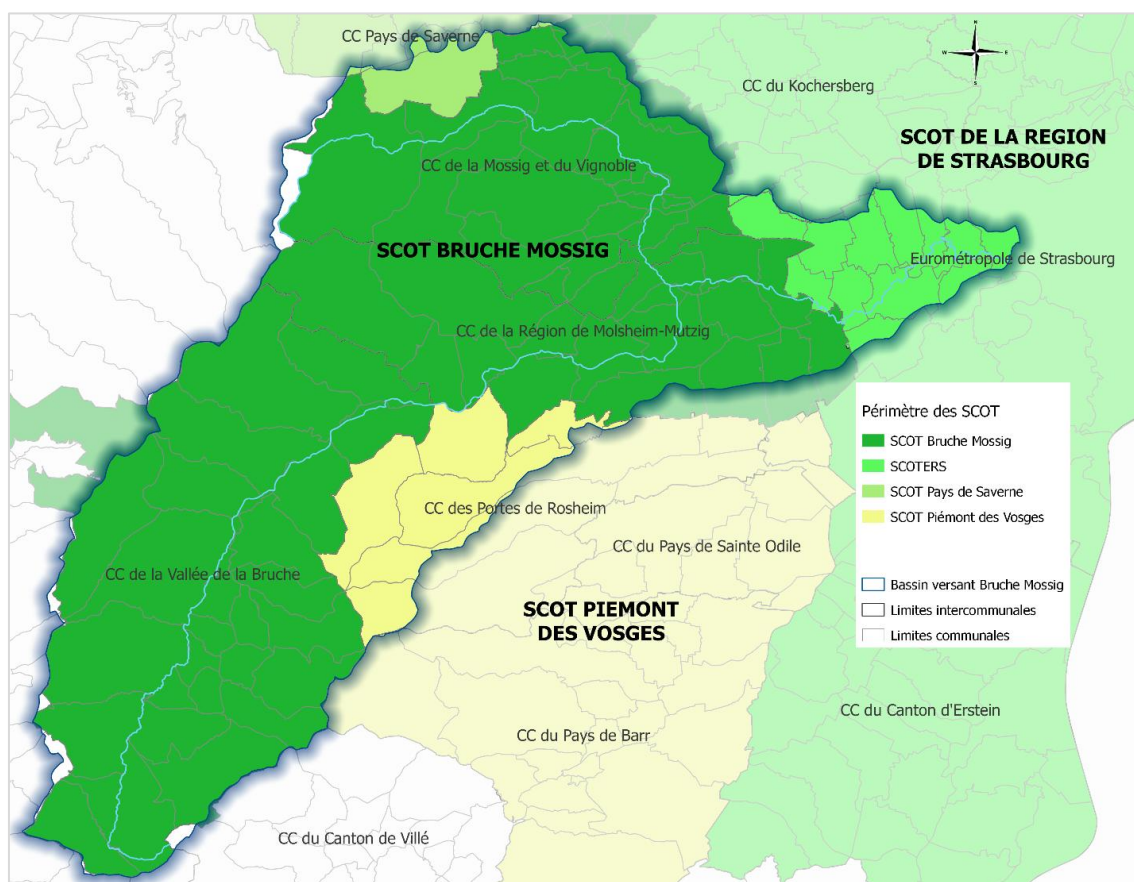 CC Pays de Saverne
N
W
E
S
CC du Kochersberg
SCOT DE LA REGION
DE STRASBOURG
CC de la Mossig et du Vignoble
SCOT BRUCHE MOSSIG
Eurométropole de Strasbourg
CC de la Région de Molsheim-Mutzig
Périmètre des SCOT
SCOT Bruche Mossig
SCOTERS
SCOT Pays de Saverne
SCOT Piémont des Vosges
Bassin versant Bruche Mossig
Limites intercommunales
Limites communales
CC des Portes de Rosheim
CC du Pays de Sainte Odile
CC de la Vallée de la Bruche
SCOT PIEMONT
DES VOSGES
CC du Canton d'Erstein
CC du Pays de Barr
CC du Canton de Villé